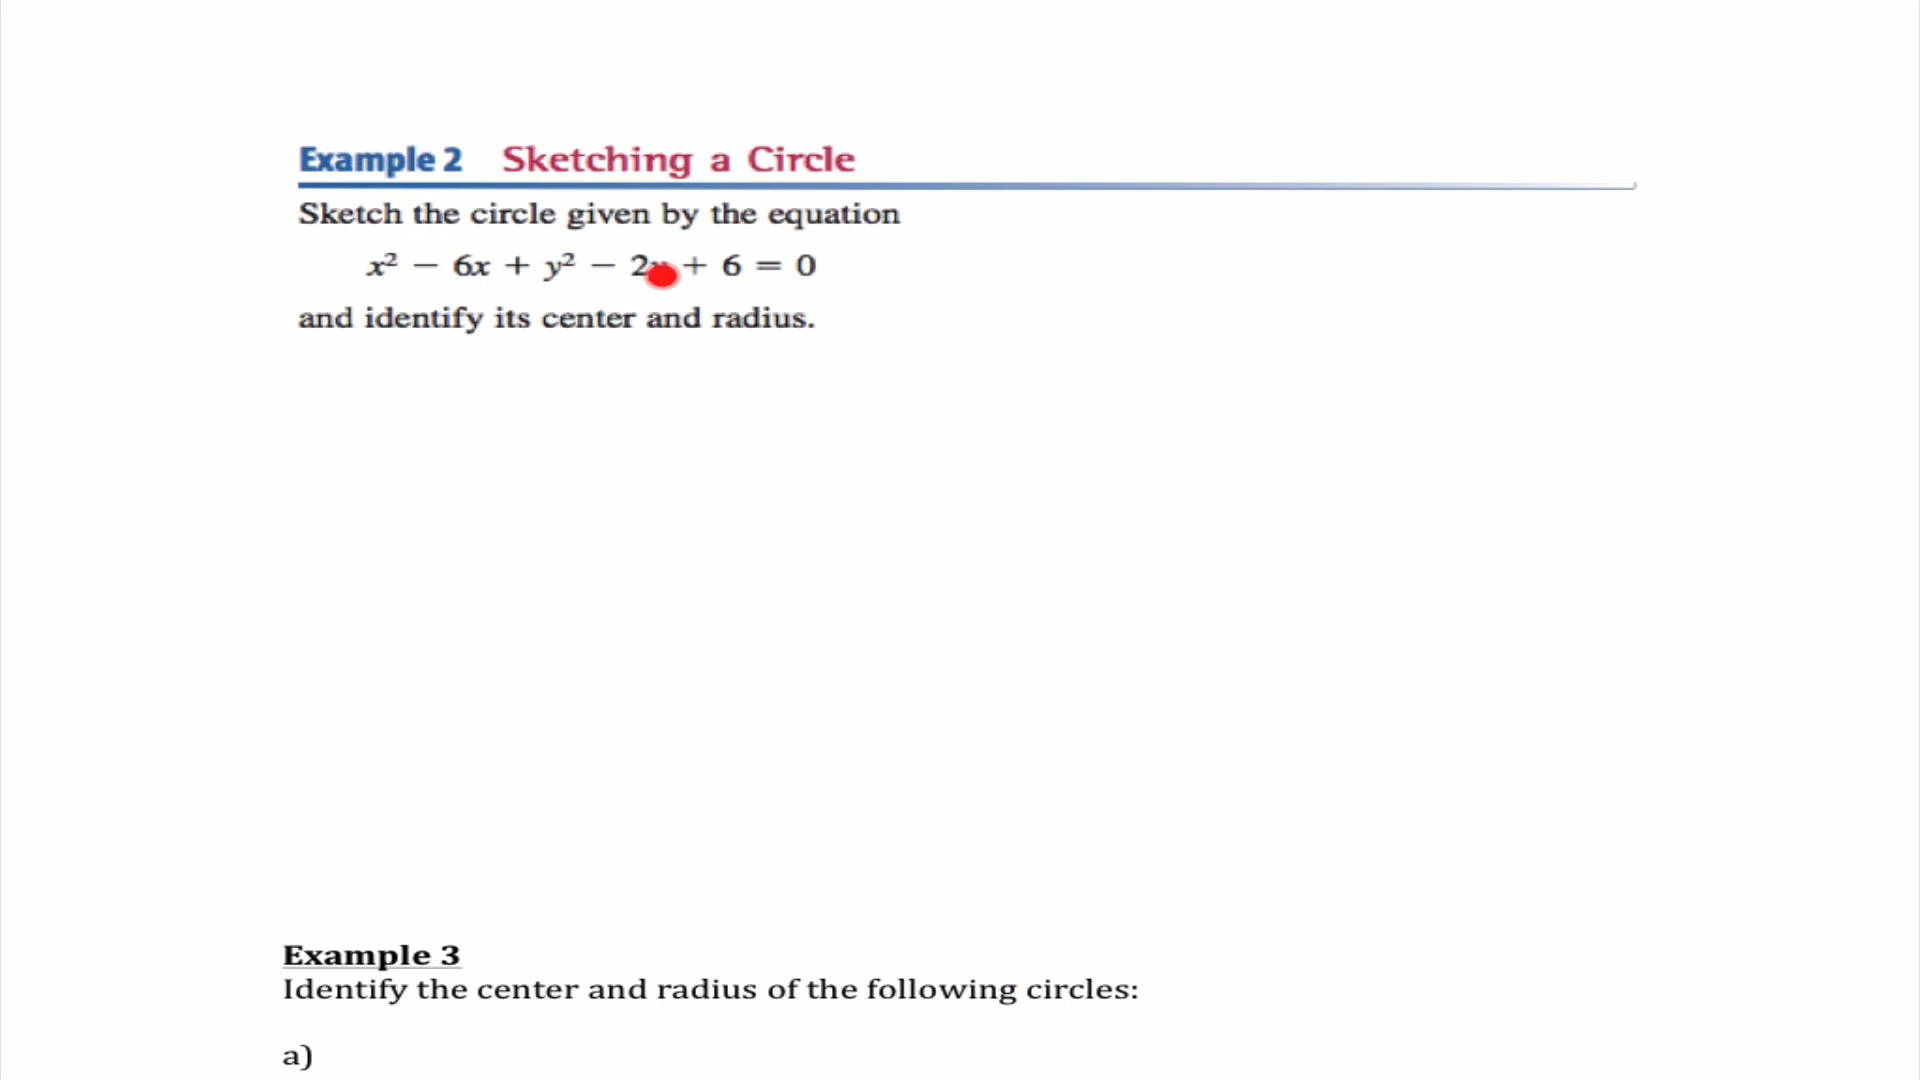 Example 2 Sketching a Circle
Sketch the circle given by the equation
x² − 6x + y² − 2y + 6 = 0
and identify its center and radius.
Example 3
Identify the center and radius of the following circles:
a)